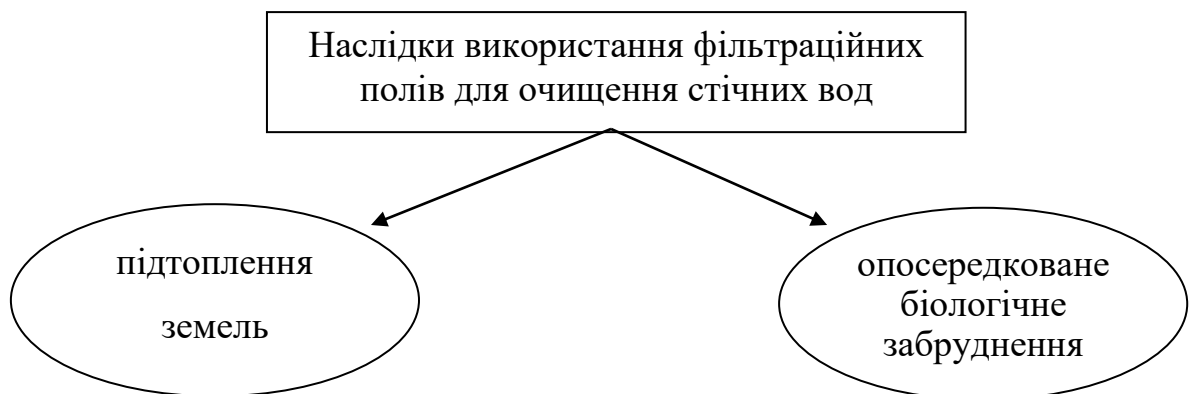 Наслідки використання фільтраційних
полів для очищення стічних вод
підтоплення
земель
опосередковане
біологічне
забруднення